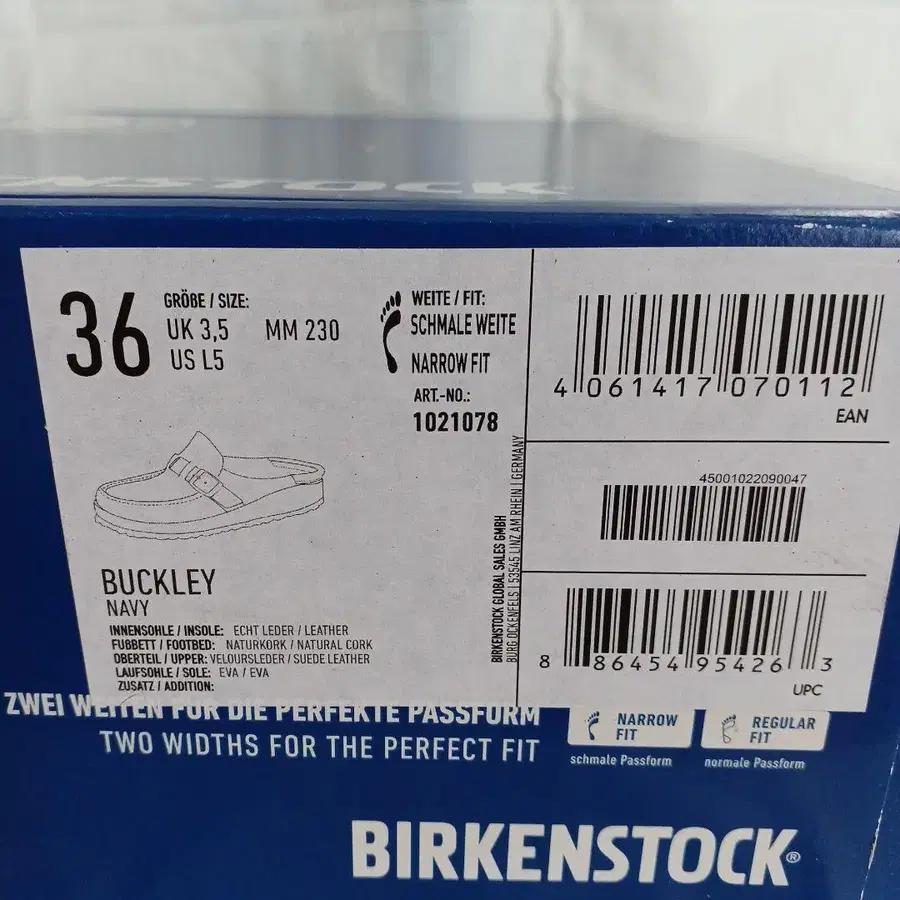 36
GRÖßE / SIZE:
UK 3,5 MM 230
US L5
WEITE / FIT:
SCHMALE WEITE
NARROW FIT
ART.-NO.:
1021078
4 061417 070112
EAN
45001022090047
8 86454 95426 3
UPC
BIRKENSTOCK GLOBAL SALES GMBH
BURG OCKENFELS | 53545 LINZ AM RHEIN | GERMANY
BUCKLEY
NAVY
INNENSOHLE / INSOLE: ECHT LEDER / LEATHER
FUßBETT / FOOTBED: NATURKORK / NATURAL CORK
OBERTEIL / UPPER: VELOURSLEDER / SUEDE LEATHER
LAUFSOHLE / SOLE: EVA / EVA
ZUSATZ / ADDITION:
ZWEI WEITEN FÜR DIE PERFEKTE PASSFORM
TWO WIDTHS FOR THE PERFECT FIT
NARROW
FIT
schmale Passform
REGULAR
FIT
normale Passform
BIRKENSTOCK®